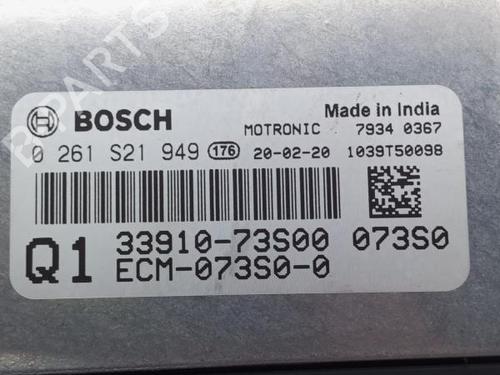 B-PARTS
BOSCH
Made in India
MOTRONIC 7934 0367
0 261 S21 949 176 20-02-20 1039T50098
Q1 33910-73S00 073S0
ECM-073S0-0